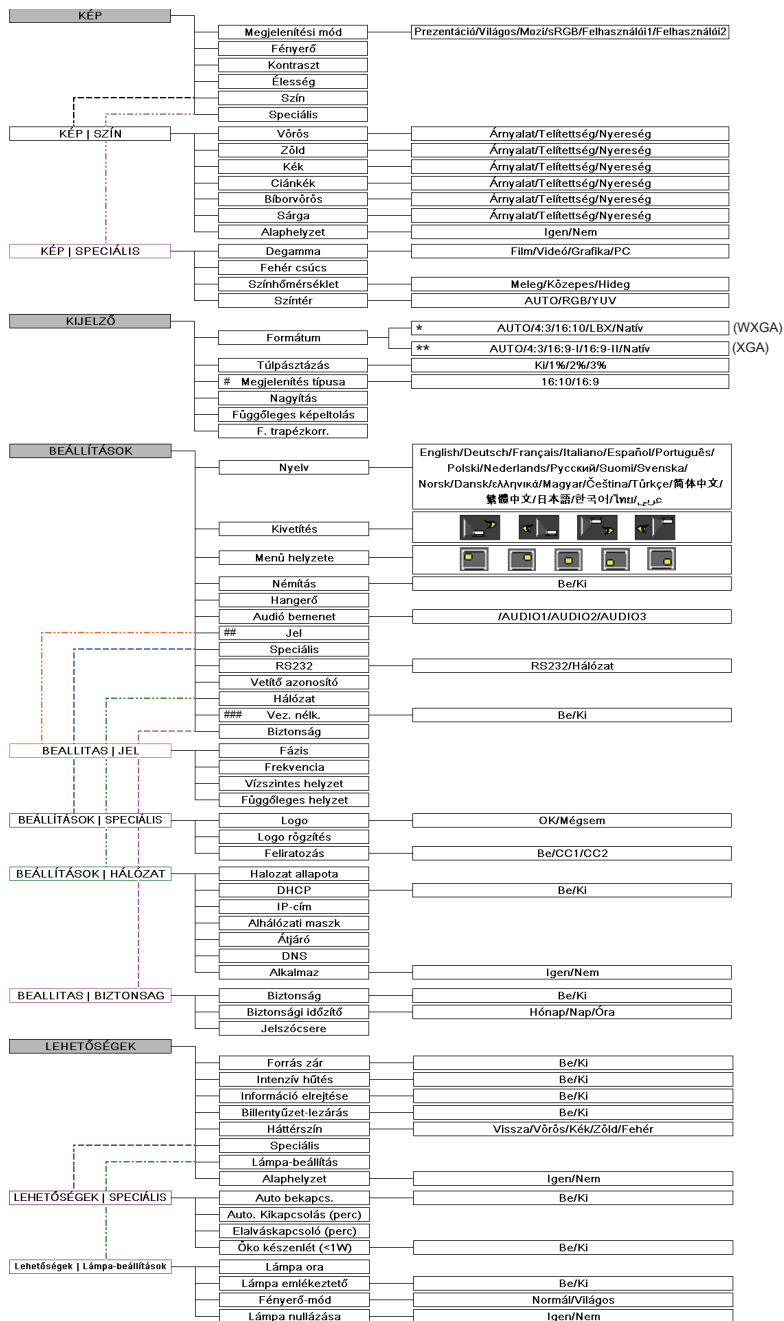 KÉP
Megjelenítési mód Prezentáció/Világos/Mozi/sRGB/Felhasználói1/Felhasználói2
Fényerő
Kontraszt
Élesség
Szín
Speciális
KÉP | SZÍN Vörös Árnyalat/Telítettség/Nyereség
Zöld Árnyalat/Telítettség/Nyereség
Kék Árnyalat/Telítettség/Nyereség
Ciánkék Árnyalat/Telítettség/Nyereség
Bíborvörös Árnyalat/Telítettség/Nyereség
Sárga Árnyalat/Telítettség/Nyereség
Alaphelyzet Igen/Nem
KÉP | SPECIÁLIS Degamma Film/Videó/Grafika/PC
Fehér csúcs
Színhőmérséklet Meleg/Közepes/Hideg
Színtér AUTO/RGB/YUV
KIJELZŐ
Formátum * AUTO/4:3/16:10/LBX/Natív (WXGA)
** AUTO/4:3/16:9-I/16:9-II/Natív (XGA)
Túlpásztázás Ki/1%/2%/3%
# Megjelenítés típusa 16:10/16:9
Nagyítás
Függőleges képeltolás
F. trapézkorr.
BEÁLLÍTÁSOK
Nyelv English/Deutsch/Français/Italiano/Español/Português/
Polski/Nederlands/Русский/Suomi/Svenska/
Norsk/Dansk/ελληνικά/Magyar/Čeština/Türkçe/简体中文/
繁體中文/日本語/한국어/ไทย/عربي
Kivetítés
Menü helyzete
Némítás Be/Ki
Hangerő
Audió bemenet /AUDIO1/AUDIO2/AUDIO3
## Jel
Speciális
RS232 RS232/Hálózat
Vetítő azonosító
Hálózat
### Vez. nélk. Be/Ki
Biztonság
BEALLITAS | JEL Fázis
Frekvencia
Vízszintes helyzet
Függőleges helyzet
BEÁLLÍTÁSOK | SPECIÁLIS Logo OK/Mégsem
Logo rögzítés
Feliratozás Be/CC1/CC2
BEÁLLÍTÁSOK | HÁLÓZAT Halozat allapota
DHCP Be/Ki
IP-cím
Alhálózati maszk
Átjáró
DNS
Alkalmaz Igen/Nem
BEALLITAS | BIZTONSAG Biztonság Be/Ki
Biztonsági időzítő Hónap/Nap/Óra
Jelszócsere
LEHETŐSÉGEK
Forrás zár Be/Ki
Intenzív hűtés Be/Ki
Információ elrejtése Be/Ki
Billentyűzet-lezárás Be/Ki
Háttérszín Vissza/Vörös/Kék/Zöld/Fehér
Speciális
Lámpa-beállítás
Alaphelyzet Igen/Nem
LEHETŐSÉGEK | SPECIÁLIS Auto bekapcs. Be/Ki
Auto. Kikapcsolás (perc)
Elalváskapcsoló (perc)
Öko készenlét (<1W) Be/Ki
Lehetőségek | Lámpa-beállítások Lámpa ora
Lámpa emlékeztető Be/Ki
Fényerő-mód Normál/Világos
Lámpa nullázása Igen/Nem